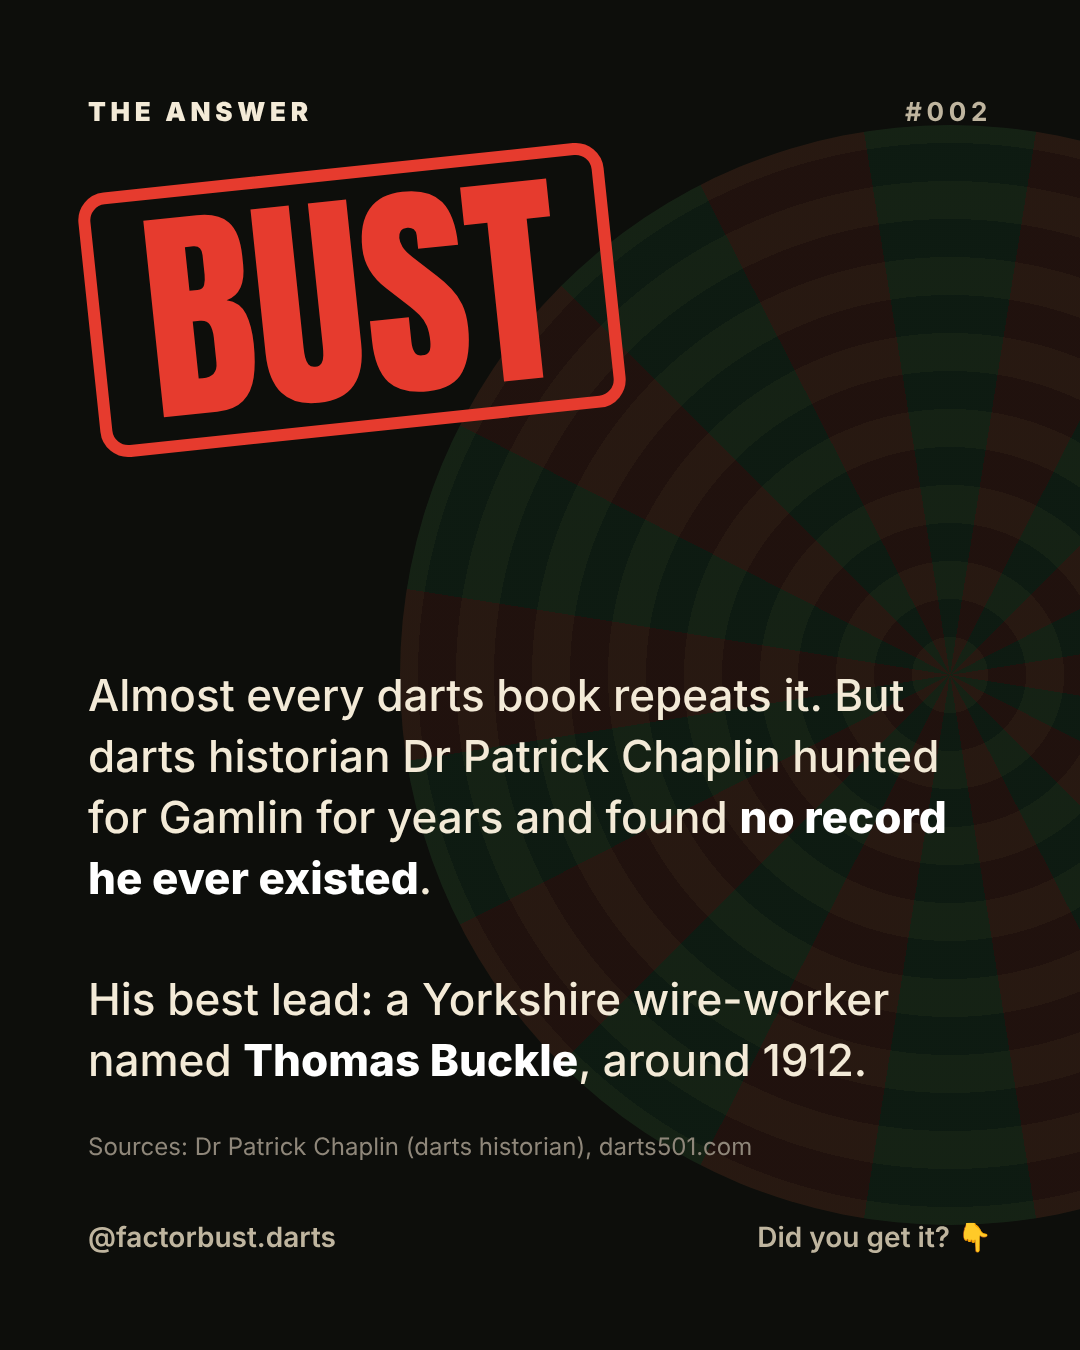 THE ANSWER
#002
BUST
Almost every darts book repeats it. But
darts historian Dr Patrick Chaplin hunted
for Gamlin for years and found no record
he ever existed.
His best lead: a Yorkshire wire-worker
named Thomas Buckle, around 1912.
Sources: Dr Patrick Chaplin (darts historian), darts501.com
@factorbust.darts
Did you get it? 👇